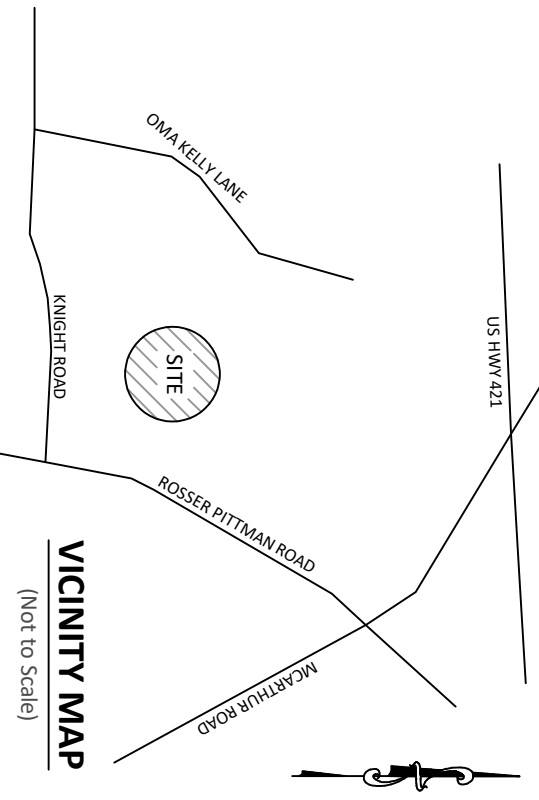 US HWY 421
OMA KELLY LANE
SITE
KNIGHT ROAD
ROSSER PITTMAN ROAD
MCARTHUR ROAD
VICINITY MAP
(Not to Scale)